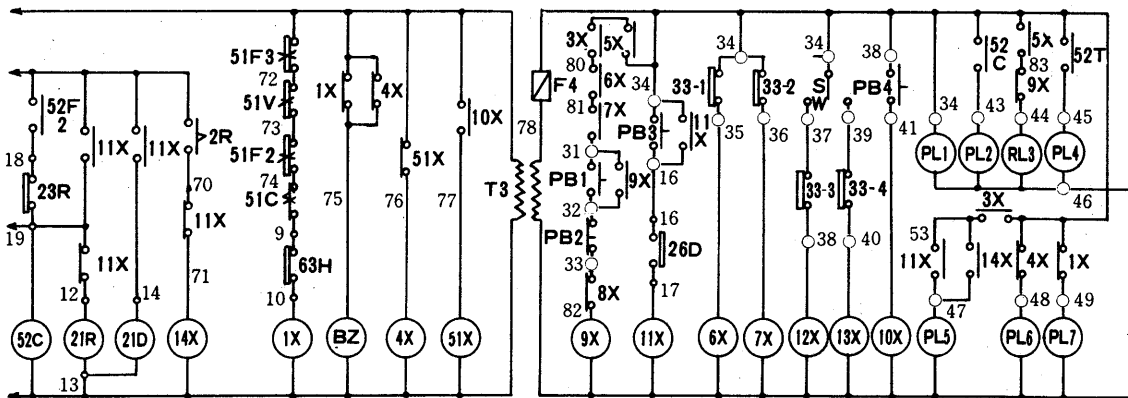 3X
5X
34
34
38
5X
52
C
52T
51F3
80
S
W
83
72
1X
4X
6X
F4
34
33-1
33-2
PB4
9X
52F
2
51V
10X
81
7X
11
X
34
43
44
45
11X
11X
2R
73
78
PB3
35
36
37
39
41
PL1
PL2
RL3
PL4
18
51F2
51X
31
23R
70
74
T3
PB1
9X
16
33-3
33-4
46
51C
75
76
77
32
16
3X
19
11X
9
PB2
38
40
53
11X
63H
33
26D
11X
14X
4X
1X
12
14
71
10
82
8X
17
47
48
49
52C
21R
21D
14X
1X
BZ
4X
51X
9X
11X
6X
7X
12X
13X
10X
PL5
PL6
PL7
13